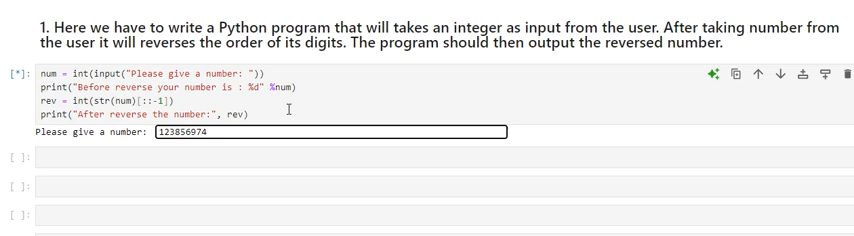 1. Here we have to write a Python program that will takes an integer as input from the user. After taking number from
the user it will reverses the order of its digits. The program should then output the reversed number.
[*]: num = int(input("Please give a number: "))
print("Before reverse your number is : %d" %num)
rev = int(str(num)[::-1])
print("After reverse the number:", rev)
Please give a number: 123856974
[ ]:
[ ]:
[ ]: